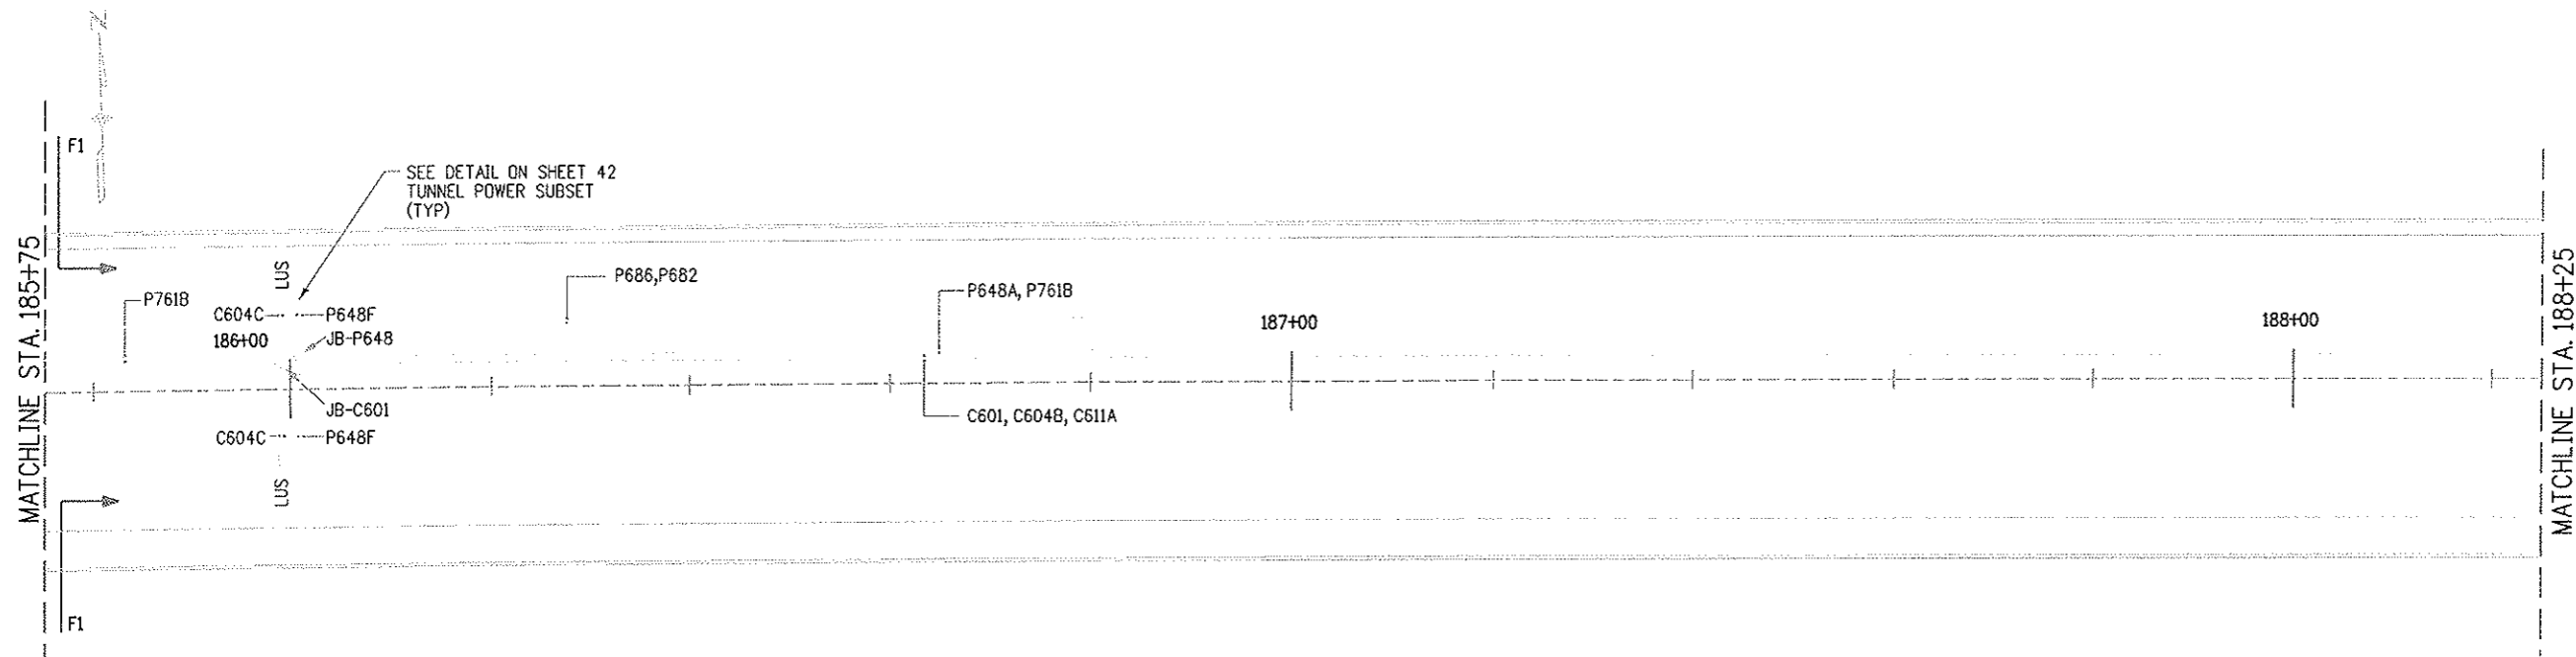 N
F1
SEE DETAIL ON SHEET 42
TUNNEL POWER SUBSET
(TYP)
MATCHLINE STA. 185+75
LUS
P761B
P686,P682
P648A, P761B
C604C
P648F
186+00
JB-P648
187+00
188+00
JB-C601
C601, C604B, C611A
C604C
P648F
LUS
F1
MATCHLINE STA. 188+25